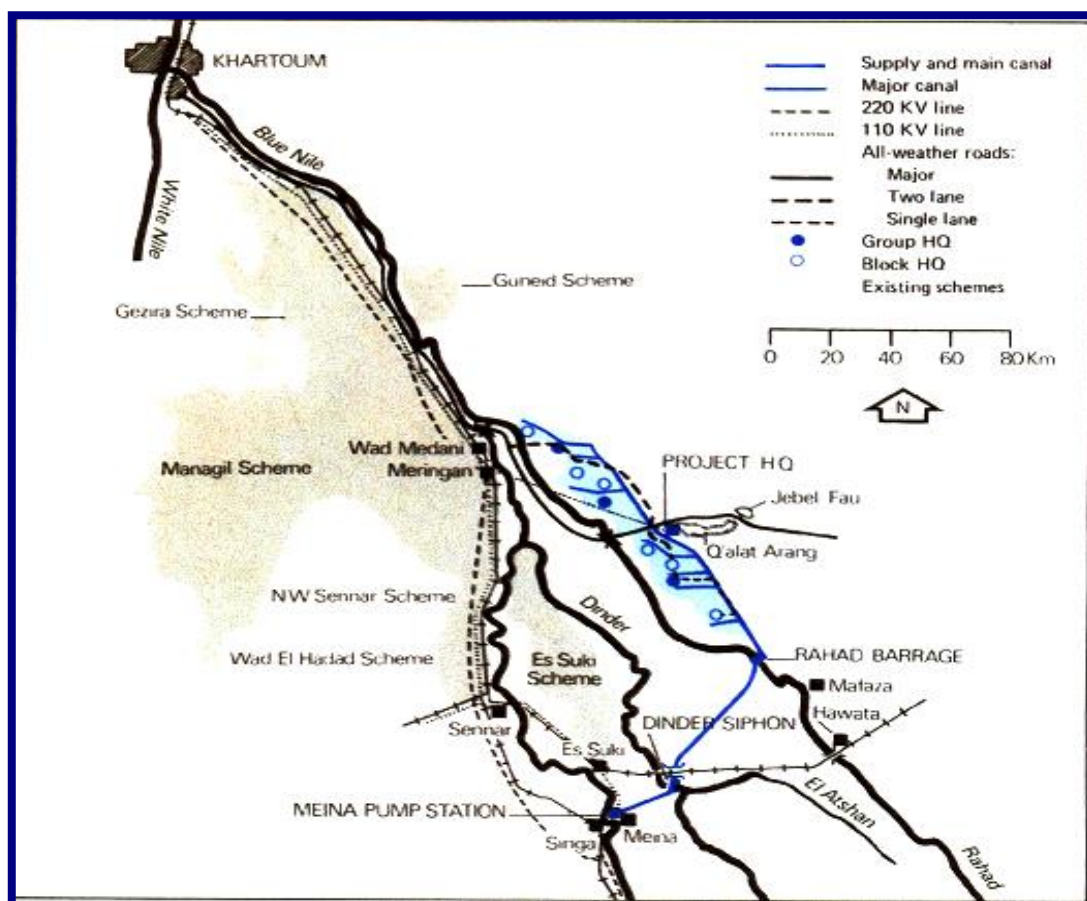 KHARTOUM
Blue Nile
White Nile
Supply and main canal
Major canal
220 KV line
110 KV line
All-weather roads:
Major
Two lane
Single lane
Group HQ
Block HQ
Existing schemes
0 20 40 60 80 Km
N
Guneid Scheme
Gezira Scheme
Wad Medani
Managil Scheme
Meringan
PROJECT HQ
Jebel Fau
Q'alat Arang
NW Sennar Scheme
Dinder
Wad El Hadad Scheme
Es Suki
Scheme
RAHAD BARRAGE
Mafaza
Hawata
Sennar
DINDER SIPHON
Es Suki
El Atshan
MEINA PUMP STATION
Meina
Singa
Rahad